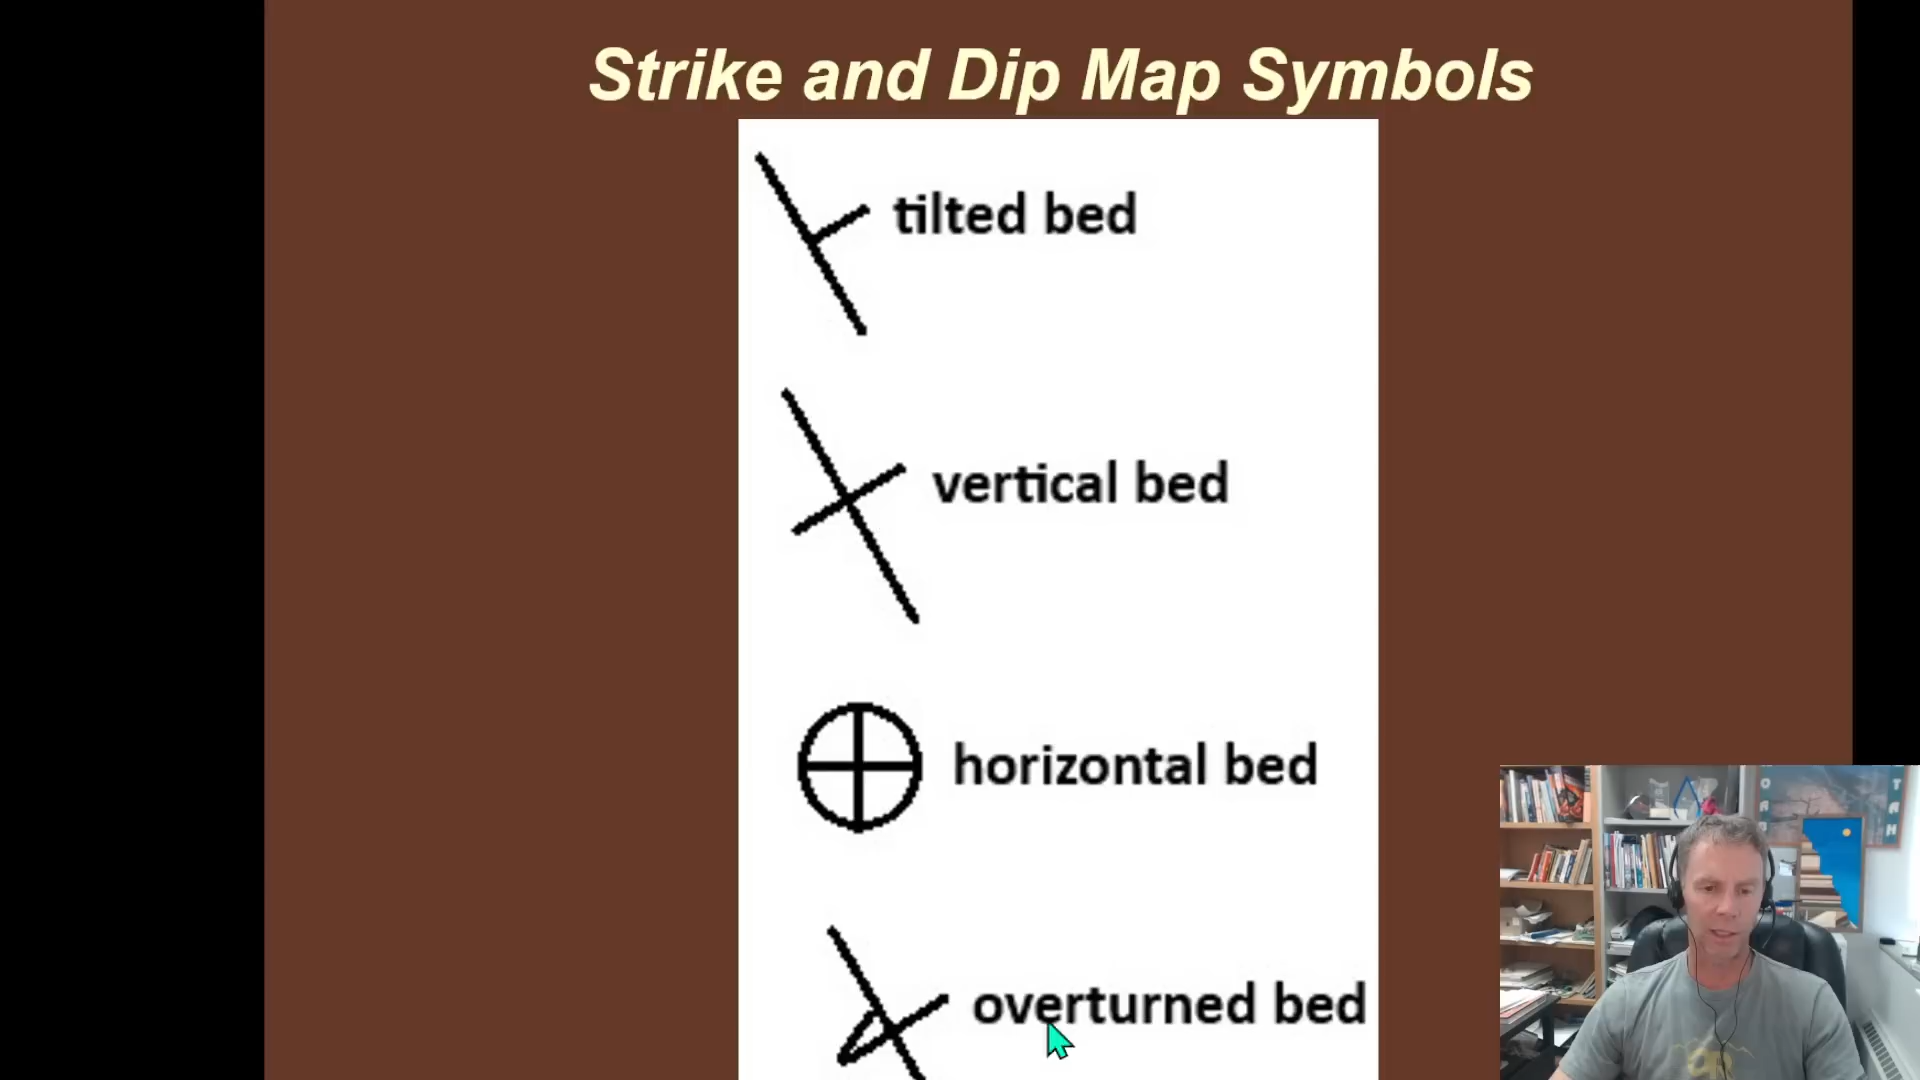 Strike and Dip Map Symbols
tilted bed
vertical bed
horizontal bed
overturned bed